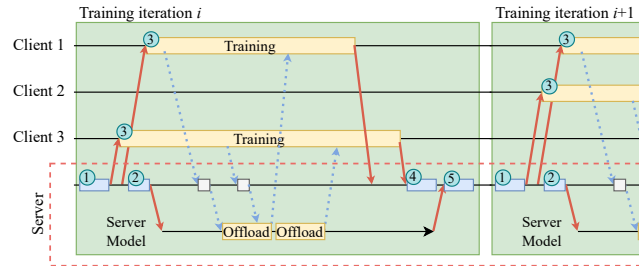 Training iteration i
Training iteration i+1
Client 1
3
Training
3
Client 2
3
Client 3
3
Training
Server
1
2
4
5
1
2
Server
Model
Offload
Offload
Server
Model